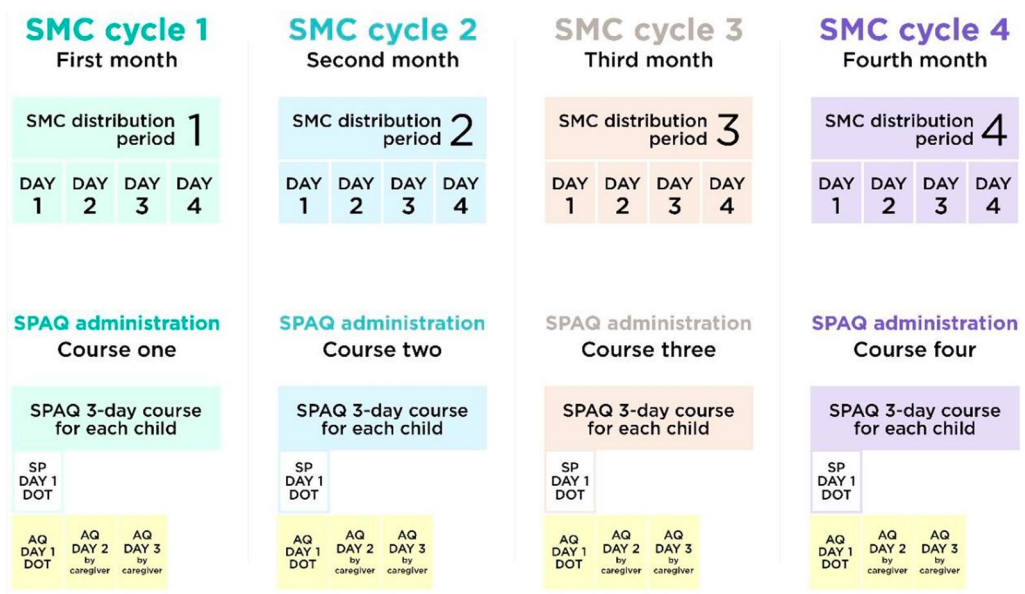 SMC cycle 1
First month
SMC distribution
period 1
DAY 1
DAY 2
DAY 3
DAY 4
SPAQ administration
Course one
SPAQ 3-day course
for each child
SP
DAY 1
DOT
AQ
DAY 1
DOT
AQ
DAY 2
by
caregiver
AQ
DAY 3
by
caregiver
SMC cycle 2
Second month
SMC distribution
period 2
DAY 1
DAY 2
DAY 3
DAY 4
SPAQ administration
Course two
SPAQ 3-day course
for each child
SP
DAY 1
DOT
AQ
DAY 1
DOT
AQ
DAY 2
by
caregiver
AQ
DAY 3
by
caregiver
SMC cycle 3
Third month
SMC distribution
period 3
DAY 1
DAY 2
DAY 3
DAY 4
SPAQ administration
Course three
SPAQ 3-day course
for each child
SP
DAY 1
DOT
AQ
DAY 1
DOT
AQ
DAY 2
by
caregiver
AQ
DAY 3
by
caregiver
SMC cycle 4
Fourth month
SMC distribution
period 4
DAY 1
DAY 2
DAY 3
DAY 4
SPAQ administration
Course four
SPAQ 3-day course
for each child
SP
DAY 1
DOT
AQ
DAY 1
DOT
AQ
DAY 2
by
caregiver
AQ
DAY 3
by
caregiver